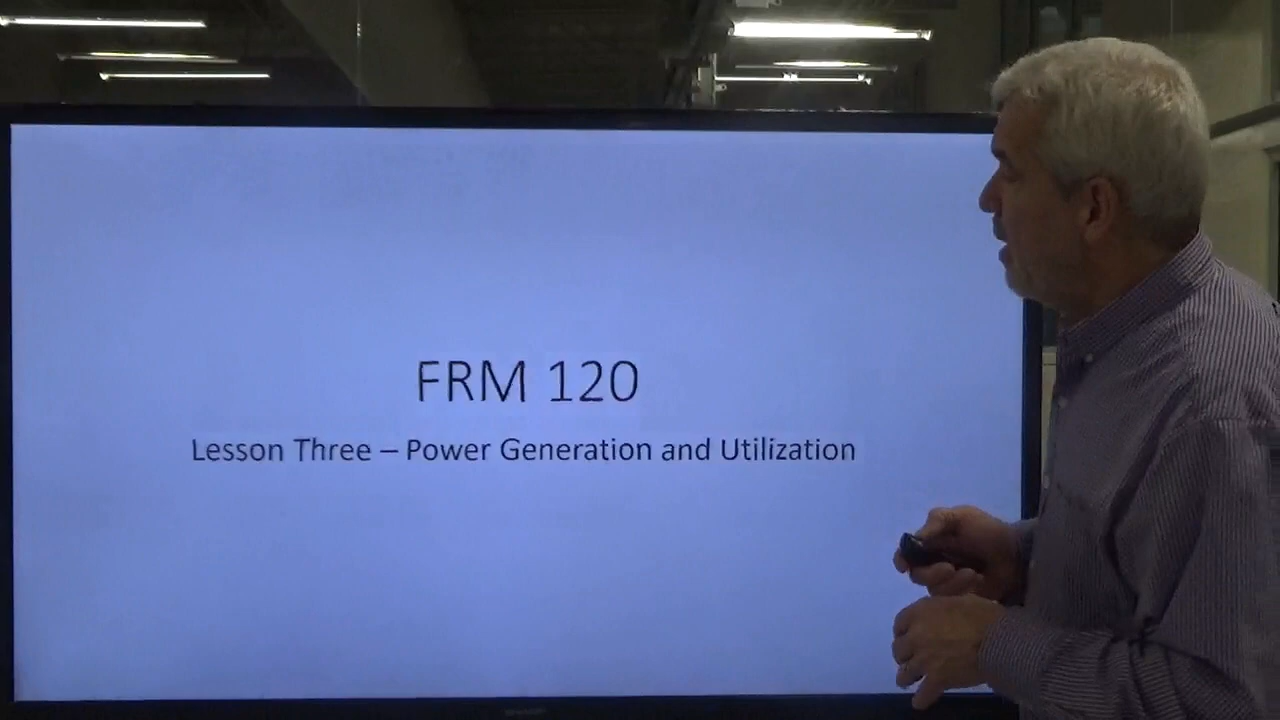 FRM 120
Lesson Three – Power Generation and Utilization